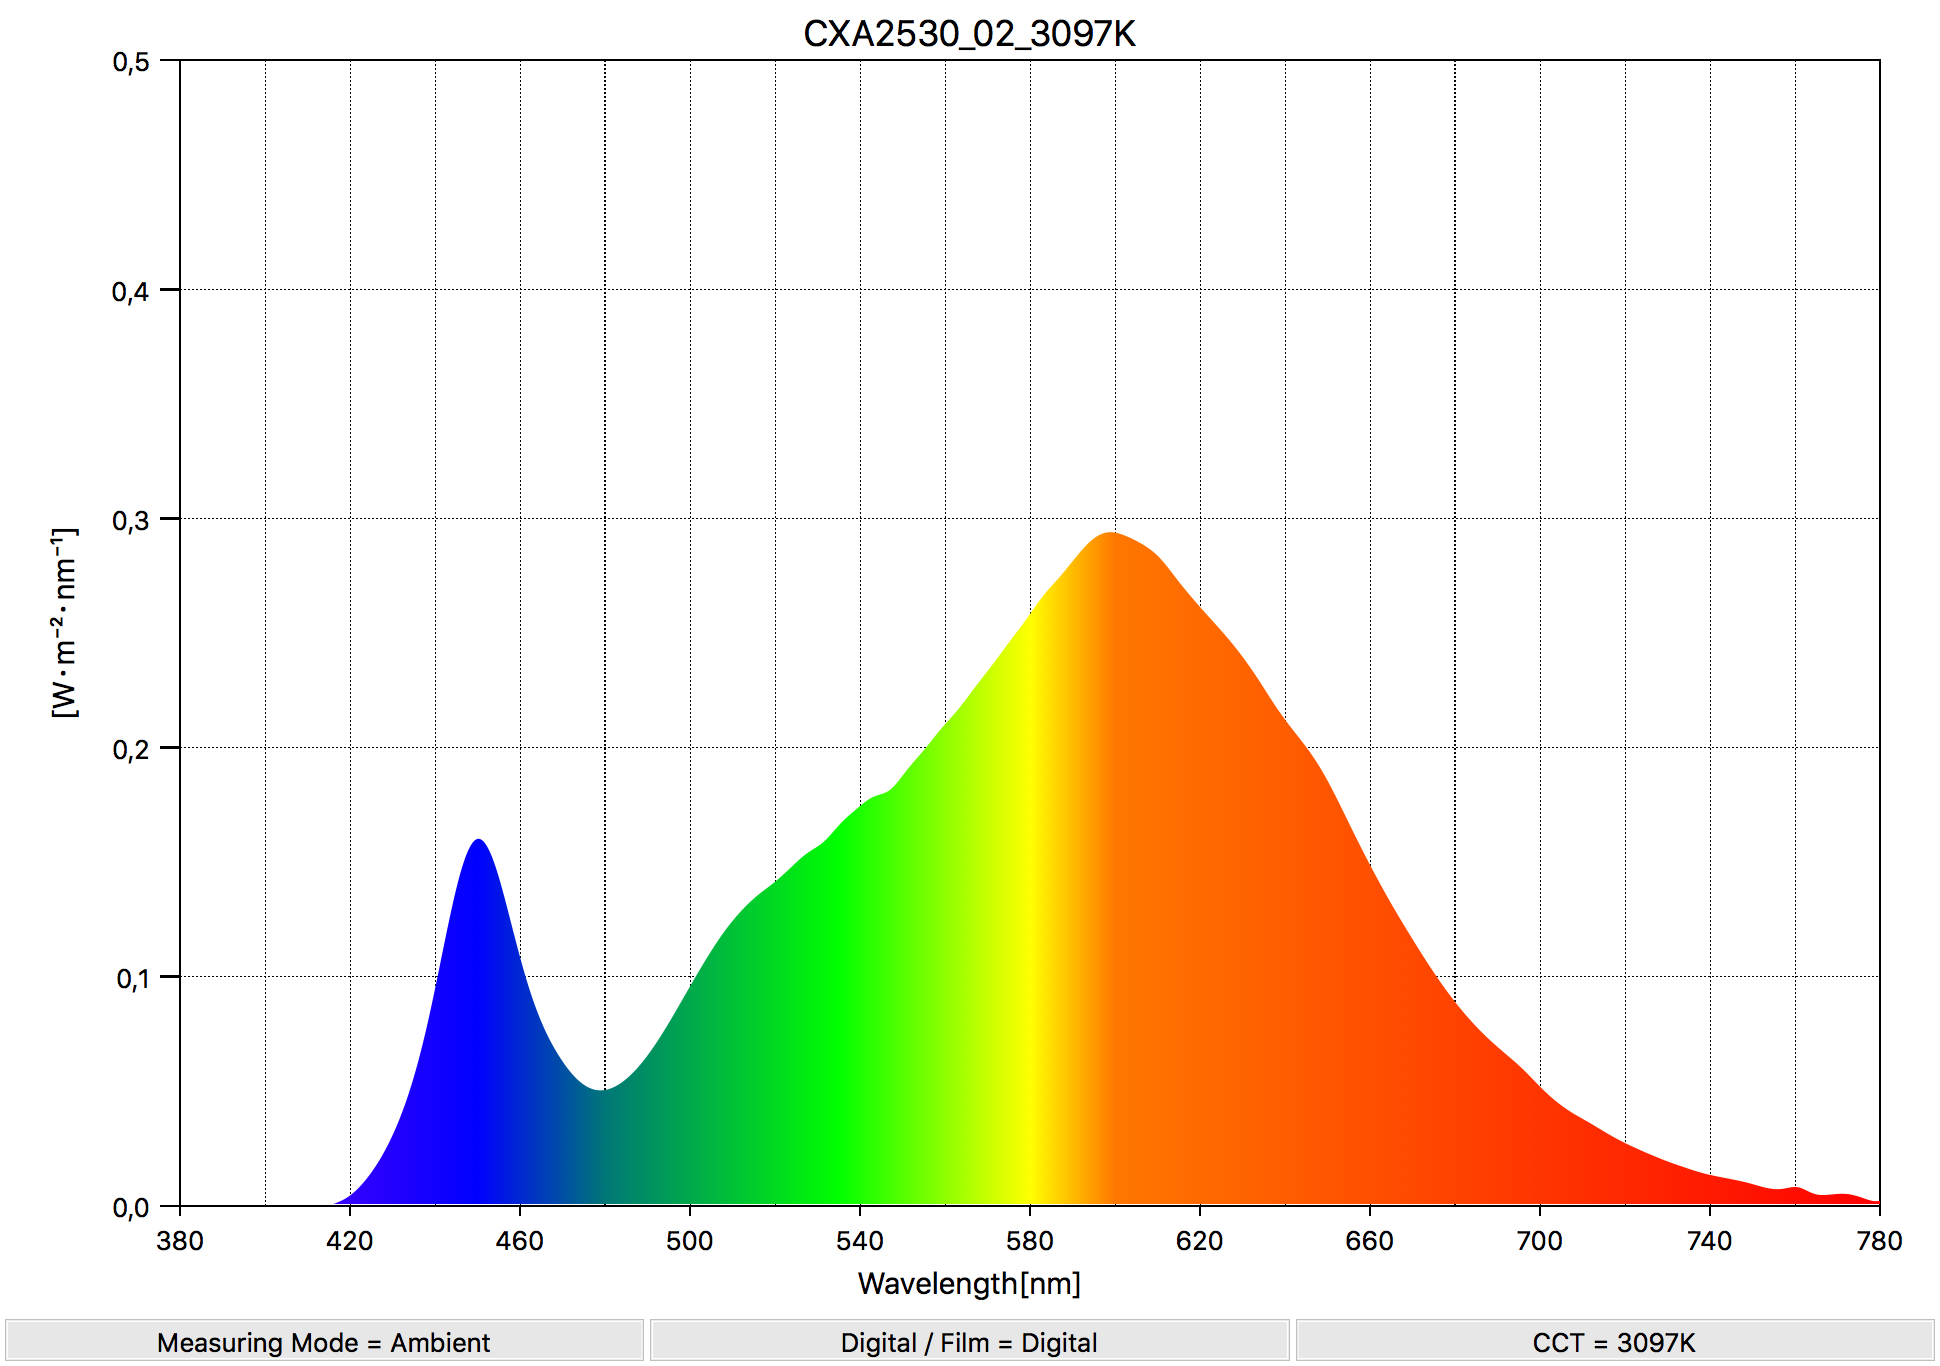 CXA2530_02_3097K
0,5
0,4
0,3
0,2
0,1
0,0
[W·m⁻²·nm⁻¹]
380 420 460 500 540 580 620 660 700 740 780
Wavelength[nm]
Measuring Mode = Ambient
Digital / Film = Digital
CCT = 3097K